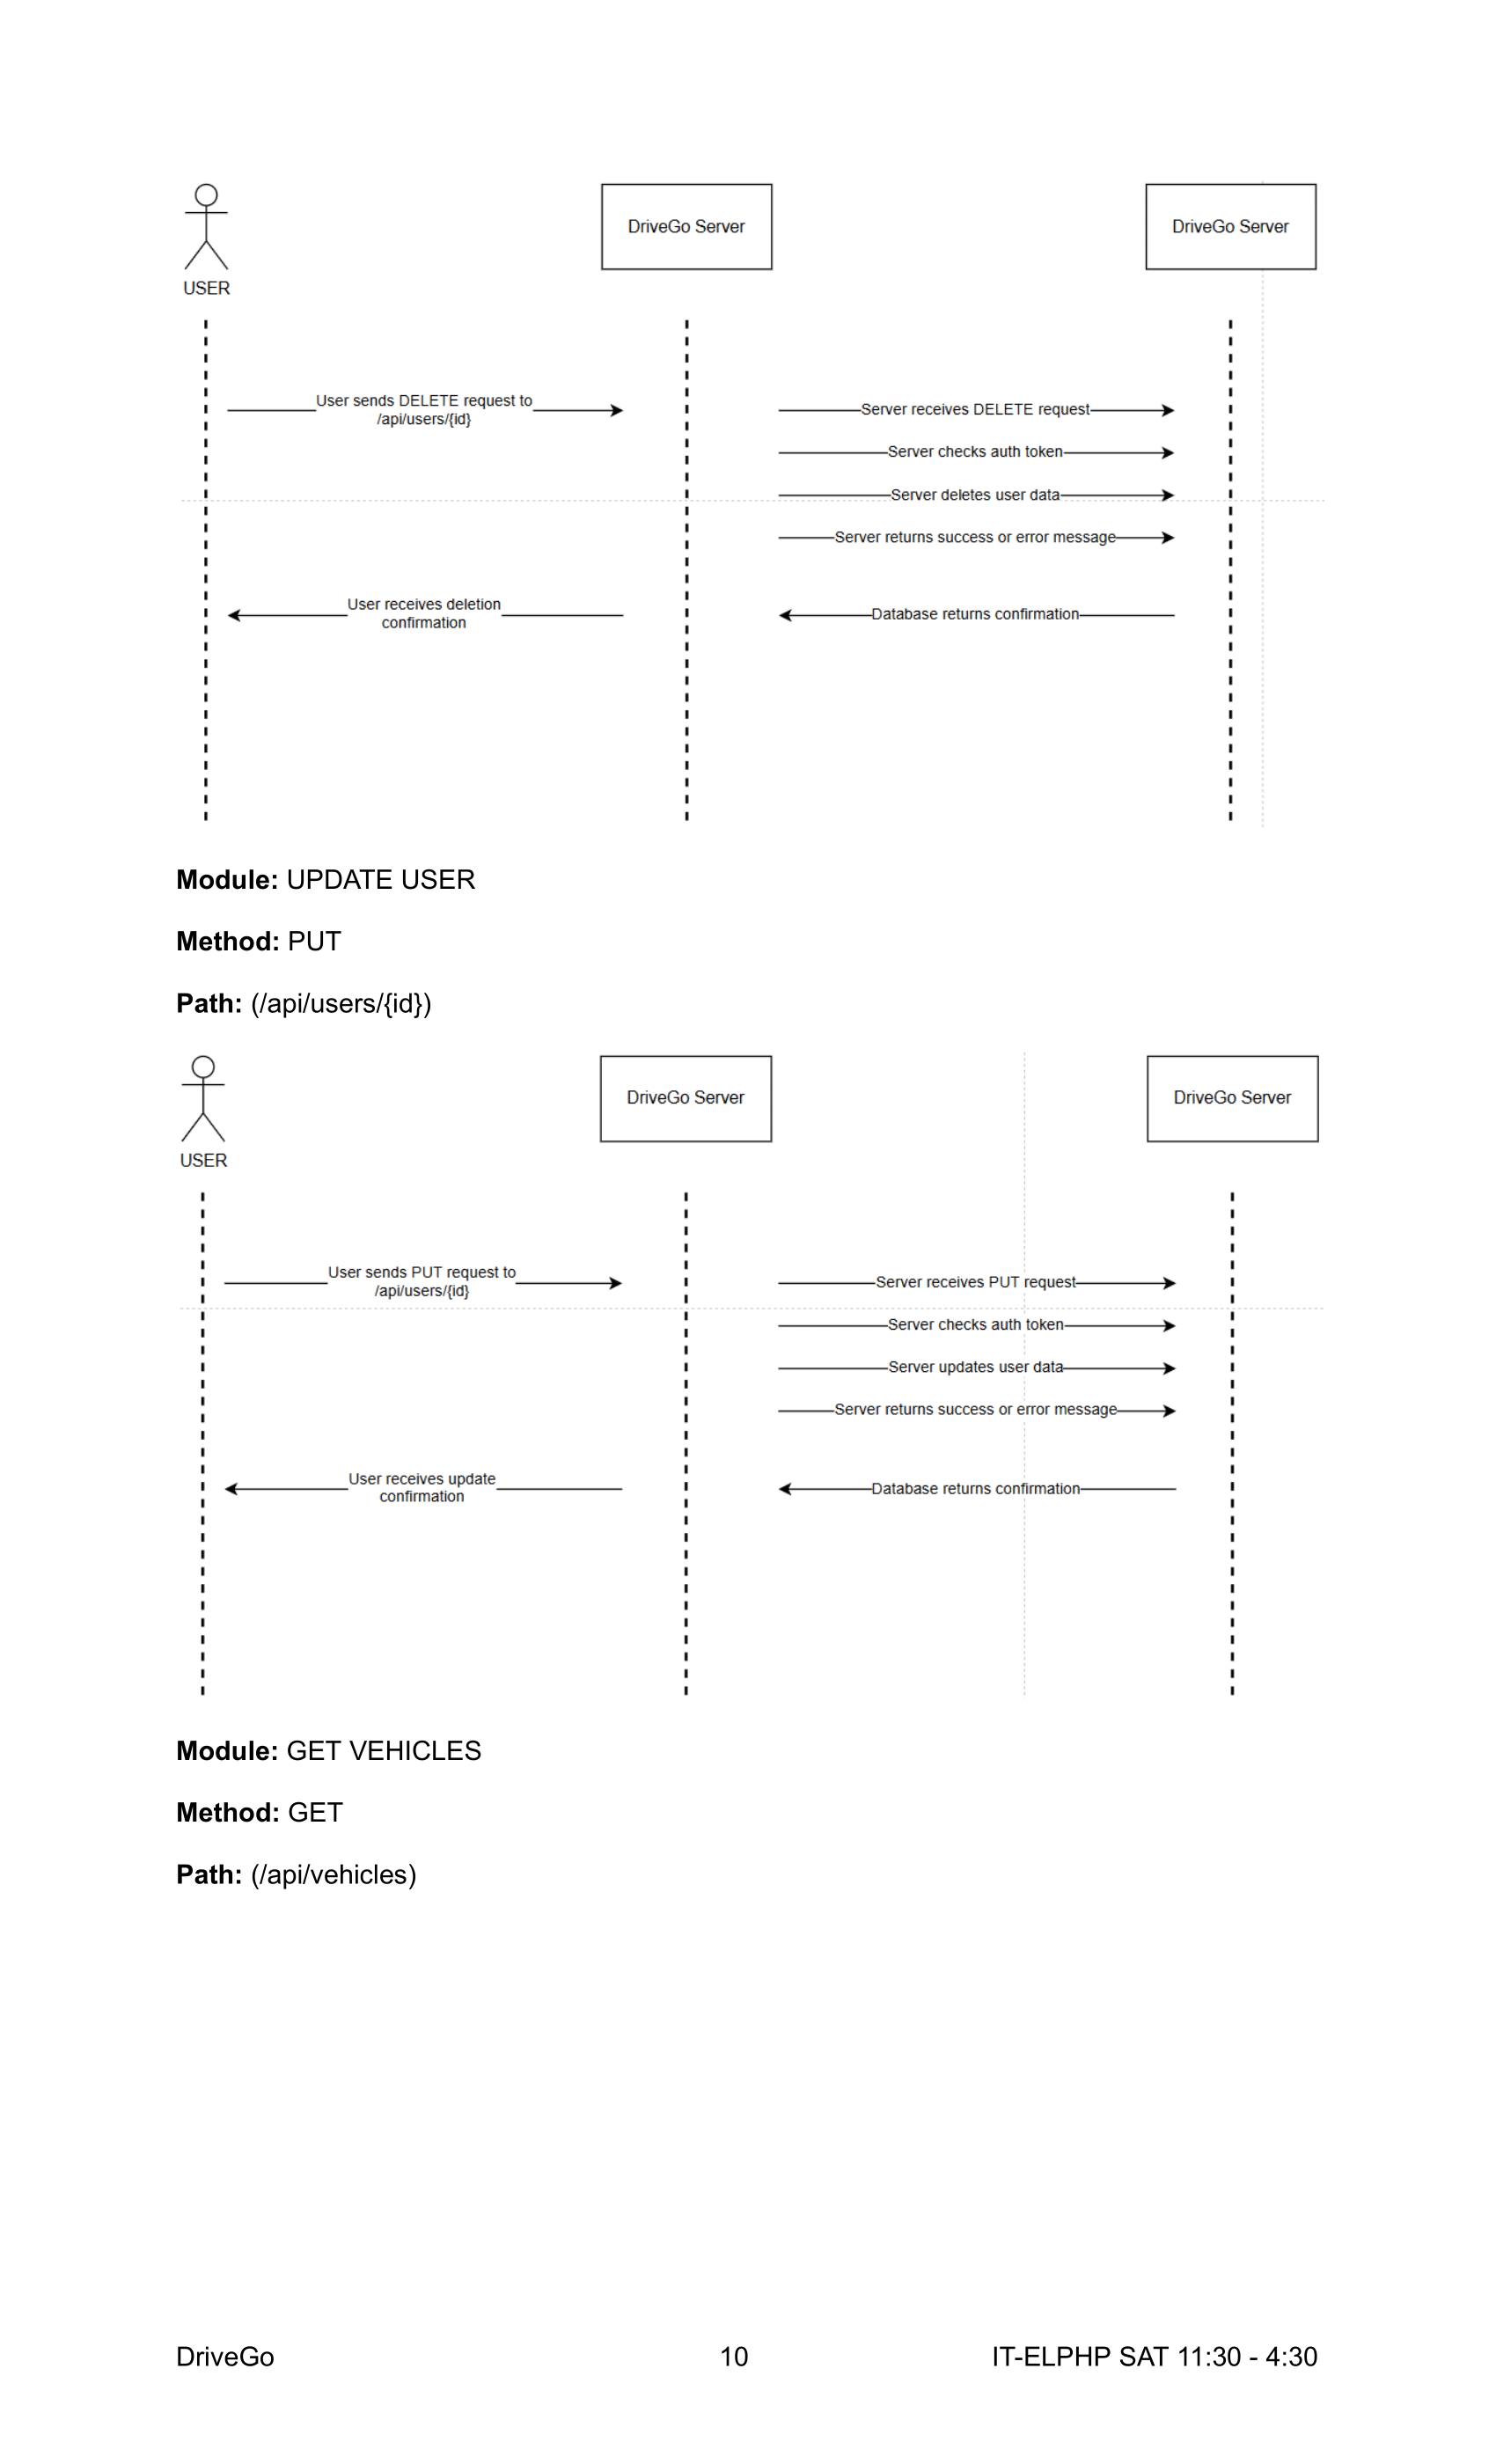 DriveGo Server
DriveGo Server
USER
User sends DELETE request to
/api/users/{id}
Server receives DELETE request
Server checks auth token
Server deletes user data
Server returns success or error message
User receives deletion
confirmation
Database returns confirmation
Module: UPDATE USER
Method: PUT
Path: (/api/users/{id})
DriveGo Server
DriveGo Server
USER
User sends PUT request to
/api/users/{id}
Server receives PUT request
Server checks auth token
Server updates user data
Server returns success or error message
User receives update
confirmation
Database returns confirmation
Module: GET VEHICLES
Method: GET
Path: (/api/vehicles)
DriveGo 10 IT-ELPHP SAT 11:30 - 4:30